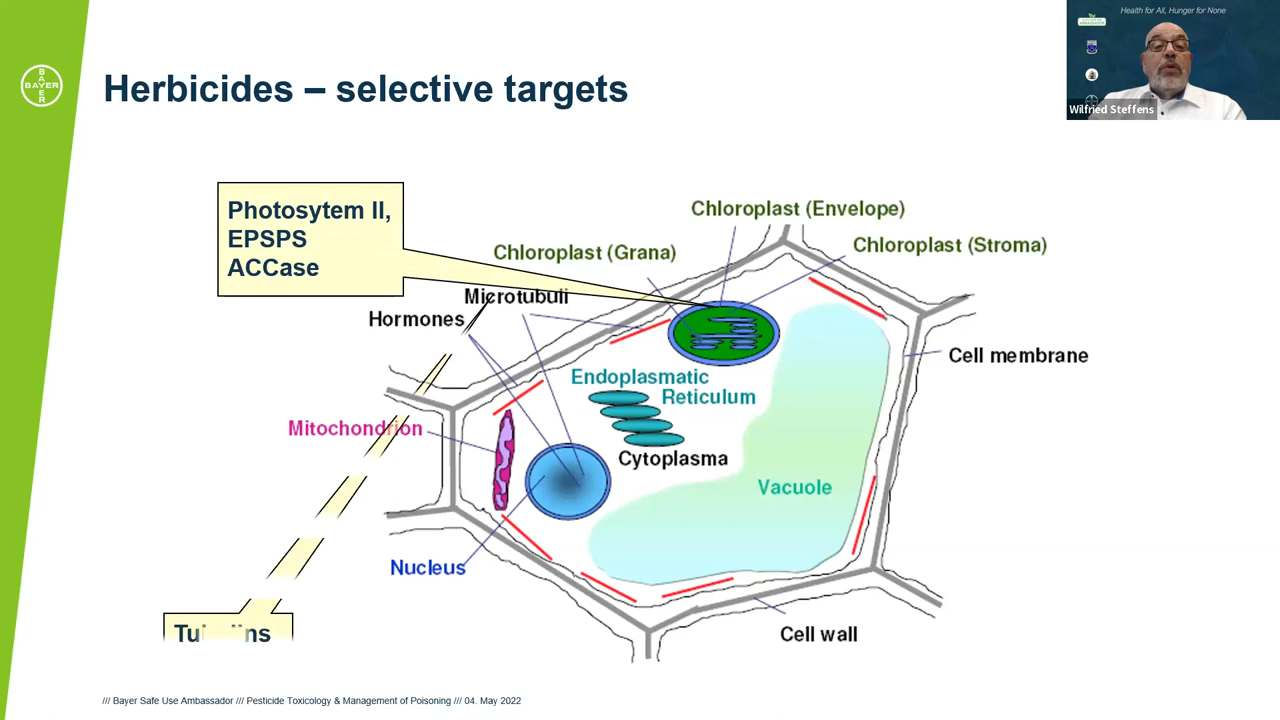 Health for All, Hunger for None
BAYER
BAYER
Wilfried Steffens
Herbicides – selective targets
Photosytem II,
EPSPS
ACCase
Chloroplast (Envelope)
Chloroplast (Grana)
Chloroplast (Stroma)
Microtubuli
Hormones
Cell membrane
Endoplasmatic
Reticulum
Mitochondrion
Cytoplasma
Vacuole
Nucleus
Cell wall
/// Bayer Safe Use Ambassador /// Pesticide Toxicology & Management of Poisoning /// 04. May 2022